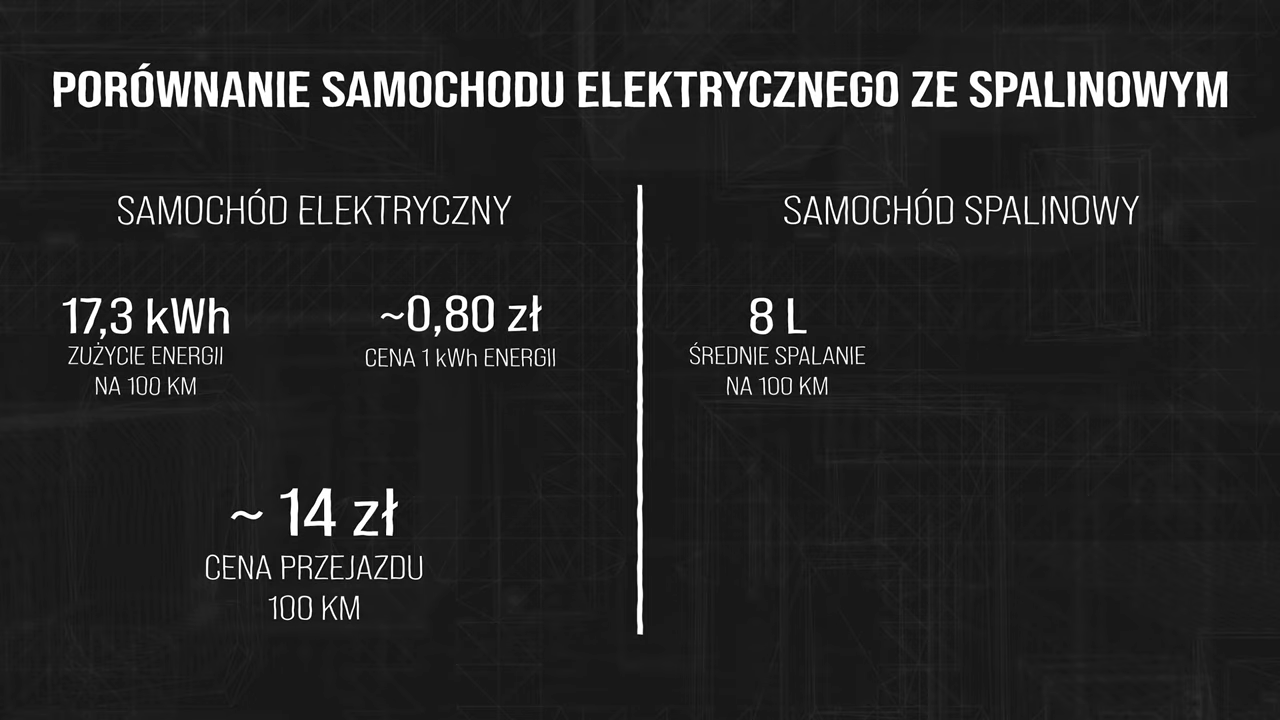 PORÓWNANIE SAMOCHODU ELEKTRYCZNEGO ZE SPALINOWYM
SAMOCHÓD ELEKTRYCZNY
17,3 kWh
ZUŻYCIE ENERGII
NA 100 KM
~0,80 zł
CENA 1 kWh ENERGII
~ 14 zł
CENA PRZEJAZDU
100 KM
SAMOCHÓD SPALINOWY
8 L
ŚREDNIE SPALANIE
NA 100 KM